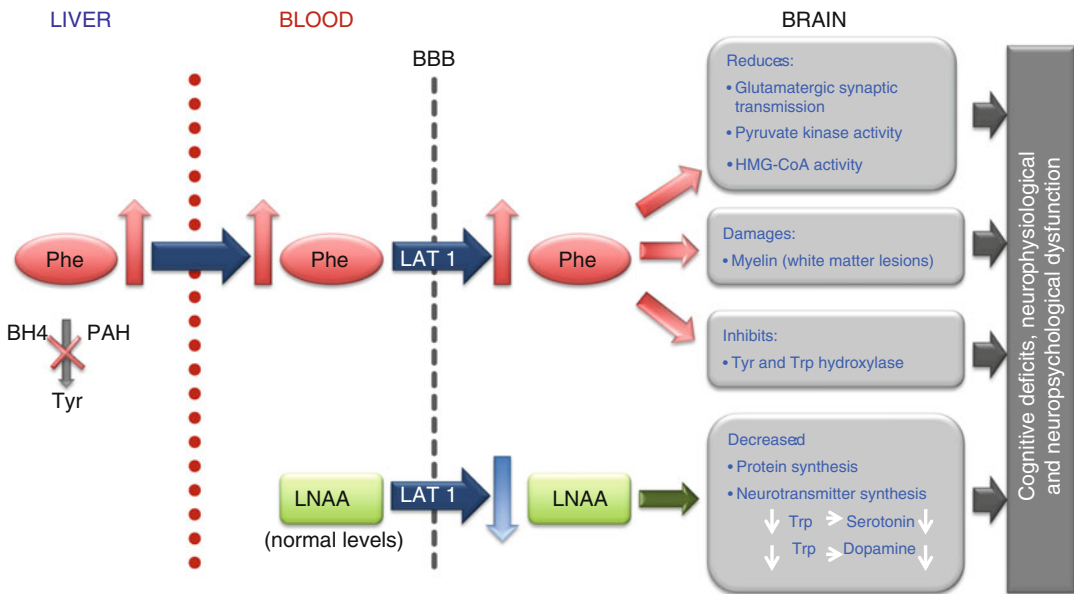 LIVER
BLOOD
BRAIN
BBB
Reduces:
• Glutamatergic synaptic
transmission
• Pyruvate kinase activity
• HMG-CoA activity
Phe
Phe
LAT 1
Phe
Damages:
• Myelin (white matter lesions)
BH4
PAH
Tyr
Inhibits:
• Tyr and Trp hydroxylase
LNAA
(normal levels)
LAT 1
LNAA
Decreased:
• Protein synthesis
• Neurotransmitter synthesis
Trp Serotonin
Trp Dopamine
Cognitive deficits, neurophysiological
and neuropsychological dysfunction